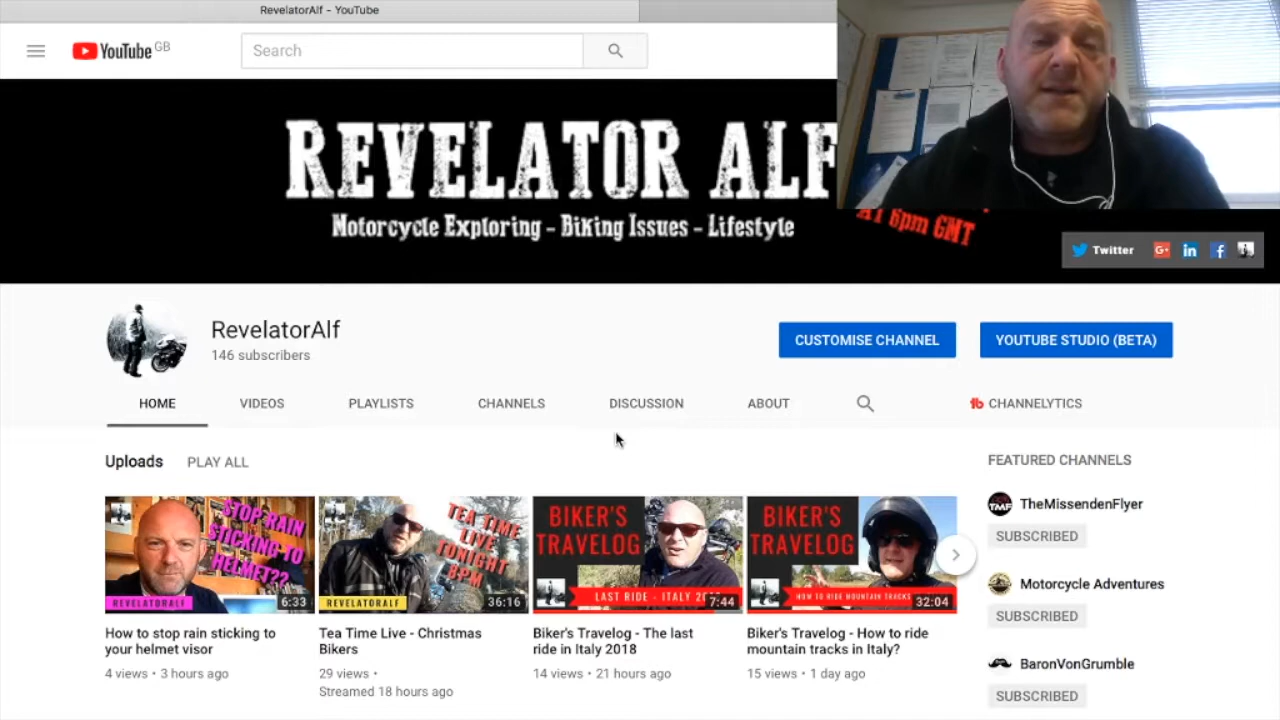 RevelatorAlf - YouTube
YouTube GB
Search
REVELATOR ALF
Motorcycle Exploring - Biking Issues - Lifestyle
AT 6pm GMT
Twitter
RevelatorAlf
146 subscribers
CUSTOMISE CHANNEL
YOUTUBE STUDIO (BETA)
HOME VIDEOS PLAYLISTS CHANNELS DISCUSSION ABOUT CHANNELYTICS
Uploads PLAY ALL
STOP RAIN
STICKING TO
HELMET??
REVELATORALF
6:33
How to stop rain sticking to
your helmet visor
4 views • 3 hours ago
TEA TIME
LIVE
TONIGHT
8PM
REVELATORALF
36:16
Tea Time Live - Christmas
Bikers
29 views •
Streamed 18 hours ago
BIKER'S
TRAVELOG
LAST RIDE - ITALY 20
7:44
Biker's Travelog - The last
ride in Italy 2018
14 views • 21 hours ago
BIKER'S
TRAVELOG
HOW TO RIDE MOUNTAIN TRACKS
32:04
Biker's Travelog - How to ride
mountain tracks in Italy?
15 views • 1 day ago
FEATURED CHANNELS
TMF
TheMissendenFlyer
SUBSCRIBED
Motorcycle Adventures
SUBSCRIBED
BaronVonGrumble
SUBSCRIBED